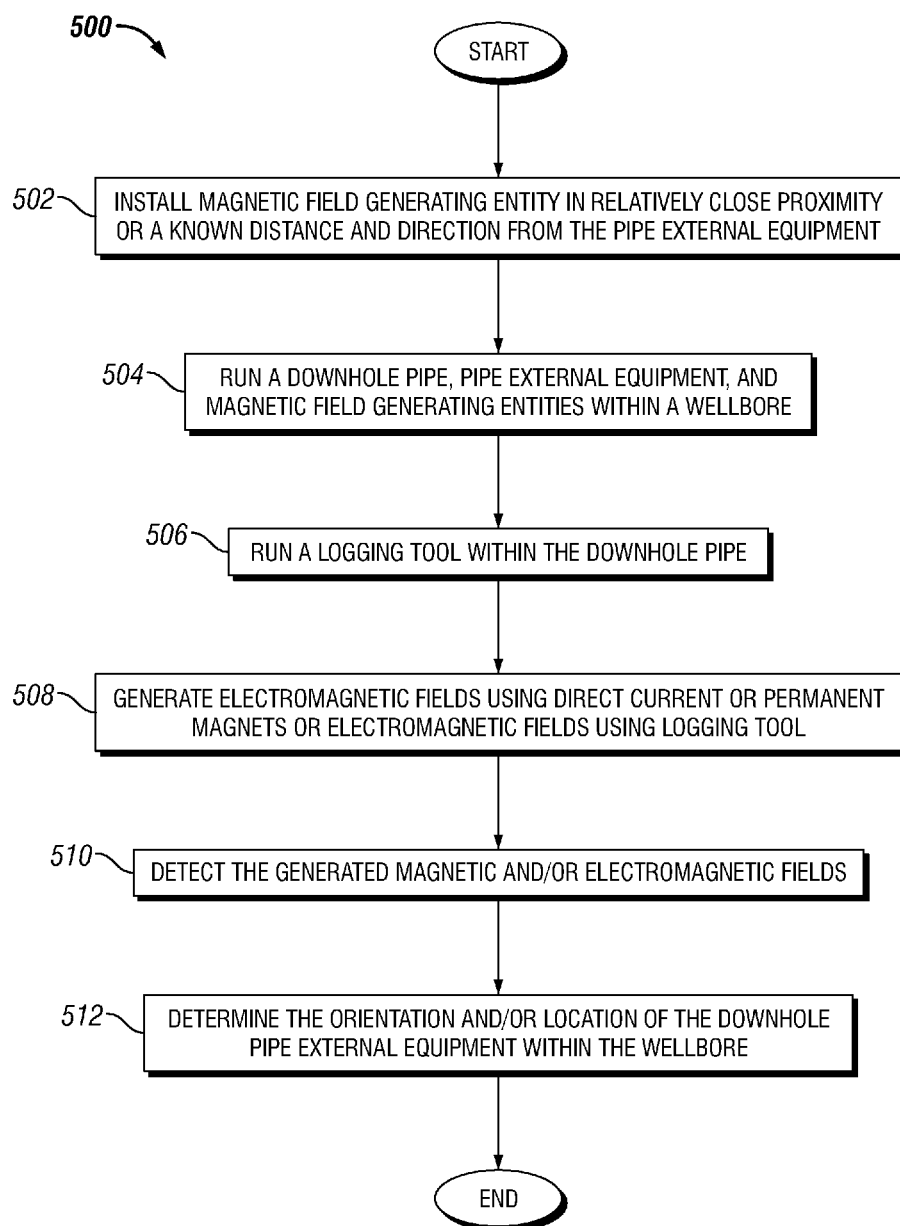 500
START
502
INSTALL MAGNETIC FIELD GENERATING ENTITY IN RELATIVELY CLOSE PROXIMITY
OR A KNOWN DISTANCE AND DIRECTION FROM THE PIPE EXTERNAL EQUIPMENT
504
RUN A DOWNHOLE PIPE, PIPE EXTERNAL EQUIPMENT, AND
MAGNETIC FIELD GENERATING ENTITIES WITHIN A WELLBORE
506
RUN A LOGGING TOOL WITHIN THE DOWNHOLE PIPE
508
GENERATE ELECTROMAGNETIC FIELDS USING DIRECT CURRENT OR PERMANENT
MAGNETS OR ELECTROMAGNETIC FIELDS USING LOGGING TOOL
510
DETECT THE GENERATED MAGNETIC AND/OR ELECTROMAGNETIC FIELDS
512
DETERMINE THE ORIENTATION AND/OR LOCATION OF THE DOWNHOLE
PIPE EXTERNAL EQUIPMENT WITHIN THE WELLBORE
END